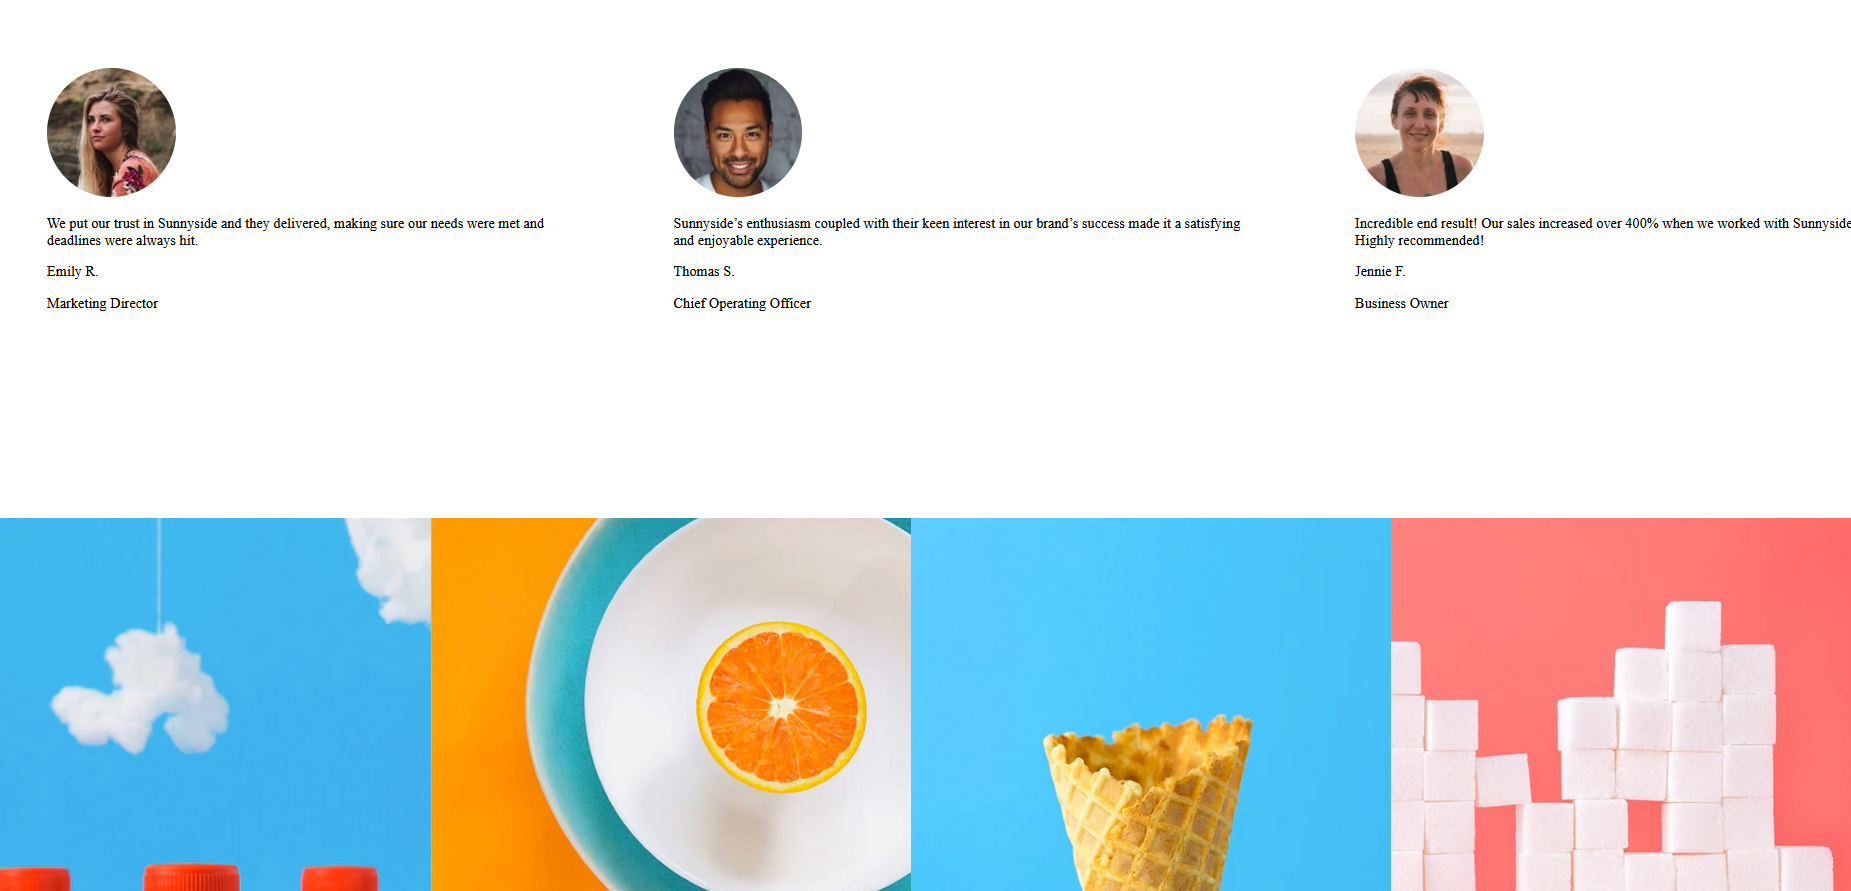 We put our trust in Sunnyside and they delivered, making sure our needs were met and
deadlines were always hit.
Emily R.
Marketing Director
Sunnyside’s enthusiasm coupled with their keen interest in our brand’s success made it a satisfying
and enjoyable experience.
Thomas S.
Chief Operating Officer
Incredible end result! Our sales increased over 400% when we worked with Sunnyside
Highly recommended!
Jennie F.
Business Owner